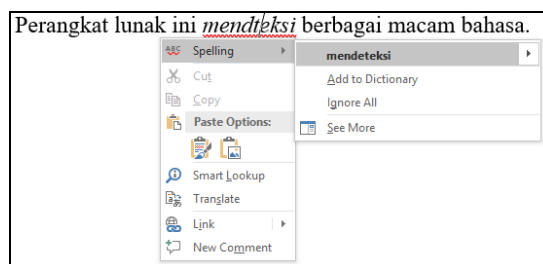 Perangkat lunak ini mendteksi berbagai macam bahasa.
ABC Spelling
mendeteksi
Cut
Add to Dictionary
Copy
Ignore All
Paste Options:
See More
Smart Lookup
Translate
Link
New Comment